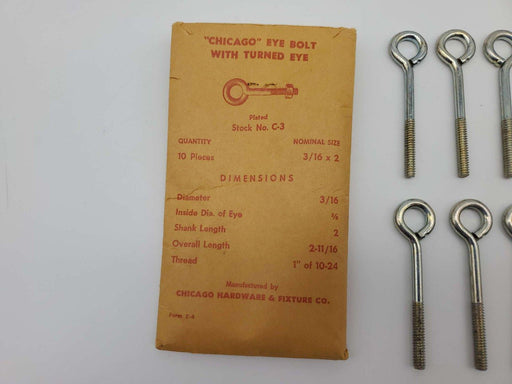 "CHICAGO" EYE BOLT
WITH TURNED EYE
Plated
Stock No. C-3
QUANTITY NOMINAL SIZE
10 Pieces 3/16 x 2
DIMENSIONS
Diameter 3/16
Inside Dia. of Eye
Shank Length 2
Overall Length 2-11/16
Thread 1" of 10-24
Manufactured by
CHICAGO HARDWARE & FIXTURE CO.
Form E-4